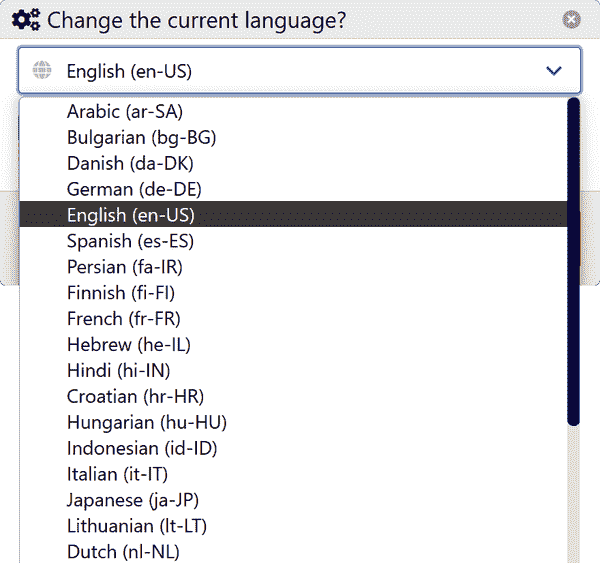 Change the current language?
English (en-US)
Arabic (ar-SA)
Bulgarian (bg-BG)
Danish (da-DK)
German (de-DE)
English (en-US)
Spanish (es-ES)
Persian (fa-IR)
Finnish (fi-FI)
French (fr-FR)
Hebrew (he-IL)
Hindi (hi-IN)
Croatian (hr-HR)
Hungarian (hu-HU)
Indonesian (id-ID)
Italian (it-IT)
Japanese (ja-JP)
Lithuanian (lt-LT)
Dutch (nl-NL)